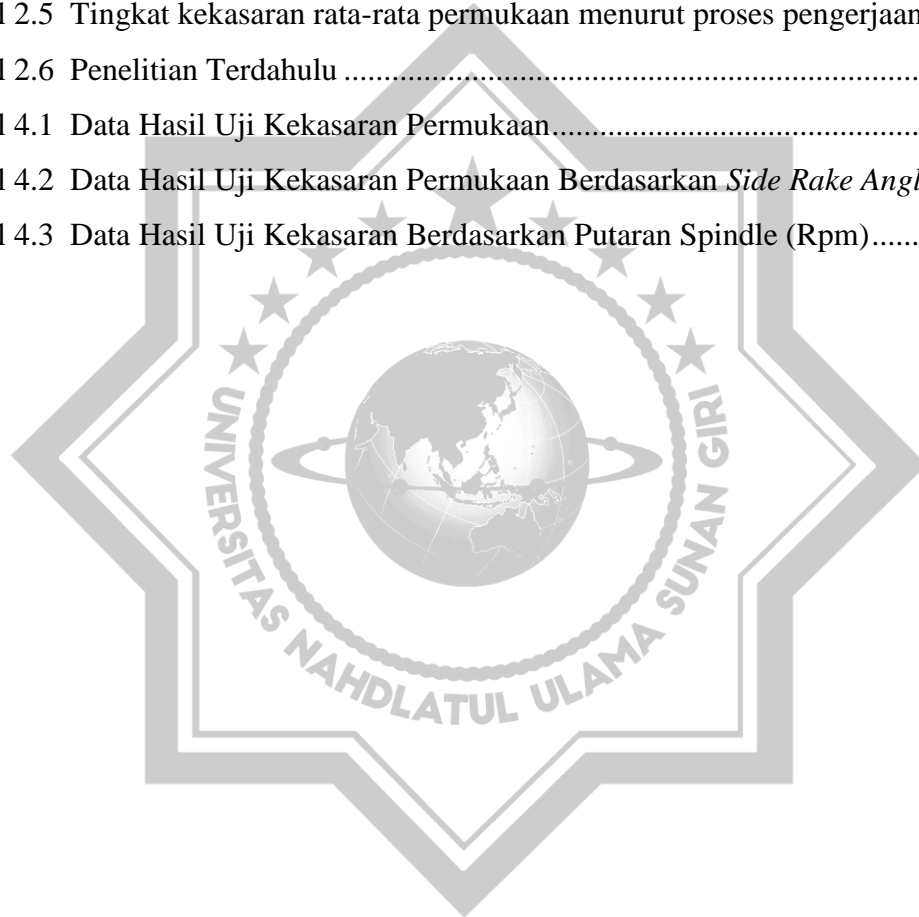 l 2.5 Tingkat kekasaran rata-rata permukaan menurut proses pengerjaan
l 2.6 Penelitian Terdahulu ........................................................................
l 4.1 Data Hasil Uji Kekasaran Permukaan..............................................
l 4.2 Data Hasil Uji Kekasaran Permukaan Berdasarkan Side Rake Angl
l 4.3 Data Hasil Uji Kekasaran Berdasarkan Putaran Spindle (Rpm)......
UNIVERSITAS NAHDLATUL ULAMA SUNAN GIRI